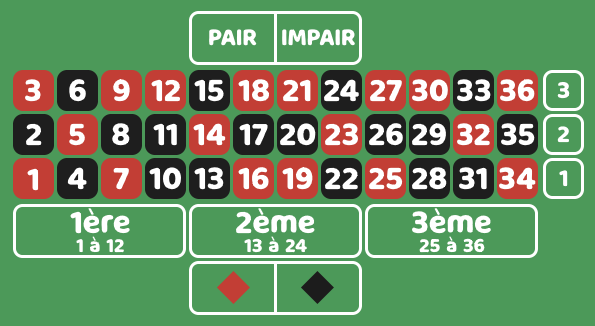 PAIR IMPAIR
3 6 9 12 15 18 21 24 27 30 33 36 3
2 5 8 11 14 17 20 23 26 29 32 35 2
1 4 7 10 13 16 19 22 25 28 31 34 1
1ère 2ème 3ème
1 à 12 13 à 24 25 à 36